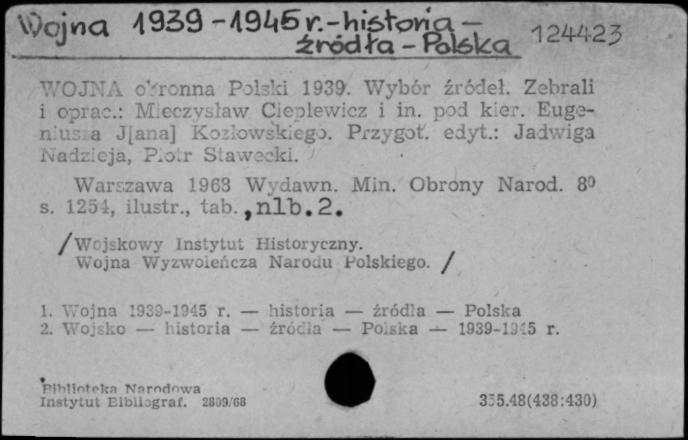 Wojna 1939-1945 r.-historia-
źródła-Polska 124423
WOJNA obronna Polski 1939. Wybór źródeł. Zebrali
i oprac.: Mieczysław Cieplewicz i in. pod kier. Euge-
niusza J[ana] Kozłowskiego. Przygot. edyt.: Jadwiga
Nadzieja, Piotr Stawecki.
Warszawa 1968 Wydawn. Min. Obrony Narod. 8⁰
s. 1254, ilustr., tab., nlb. 2.
/Wojskowy Instytut Historyczny.
Wojna Wyzwoleńcza Narodu Polskiego. /
1. Wojna 1939-1945 r. — historia — źródła — Polska
2. Wojsko — historia — źródła — Polska — 1939-1945 r.
Biblioteka Narodowa
Instytut Bibliograf. 2809/68 355.48(438:430)